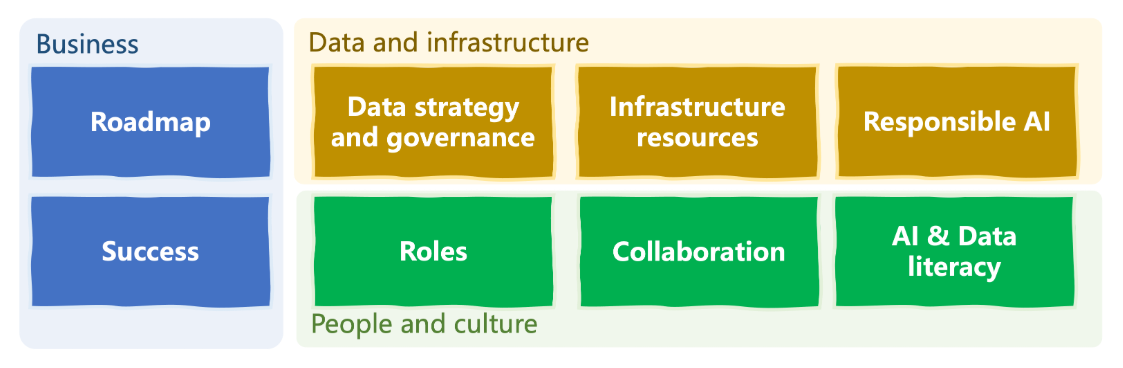 Business
Roadmap
Success
Data and infrastructure
Data strategy
and governance
Infrastructure
resources
Responsible AI
Roles
Collaboration
AI & Data
literacy
People and culture